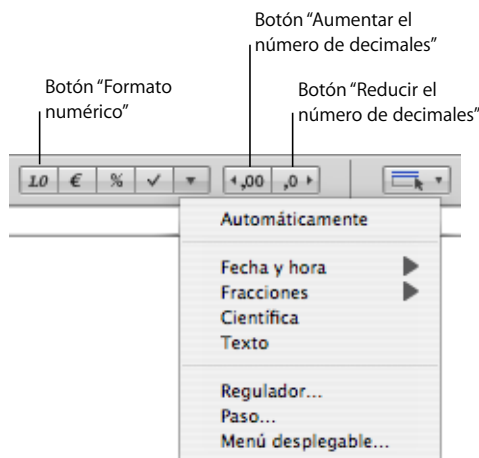 Botón “Aumentar el
número de decimales”
Botón “Formato
numérico”
Botón “Reducir el
número de decimales”
1.0 € % ✓ ,00 ,0
Automáticamente
Fecha y hora
Fracciones
Científica
Texto
Regulador...
Paso...
Menú desplegable...